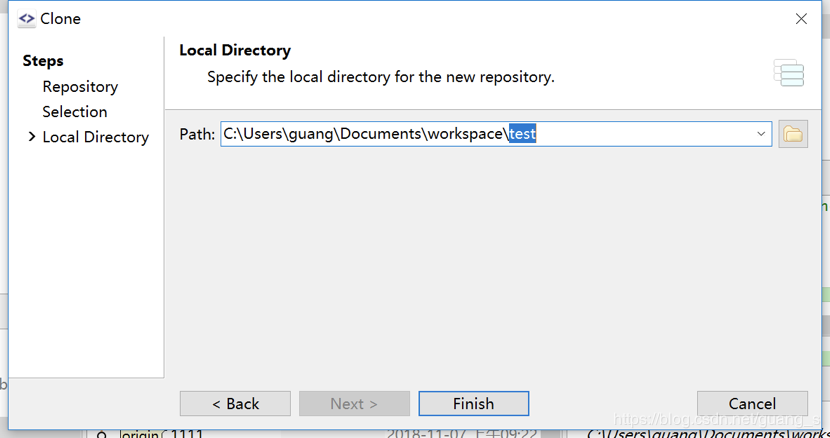 Clone
Steps
Repository
Selection
Local Directory
Local Directory
Specify the local directory for the new repository.
Path: C:\Users\guang\Documents\workspace\test
< Back
Next >
Finish
Cancel
https://blog.csdn.net/guang_s
origin 1111
2018-11-07 上午09:22
C:\Users\guang\Documents\works